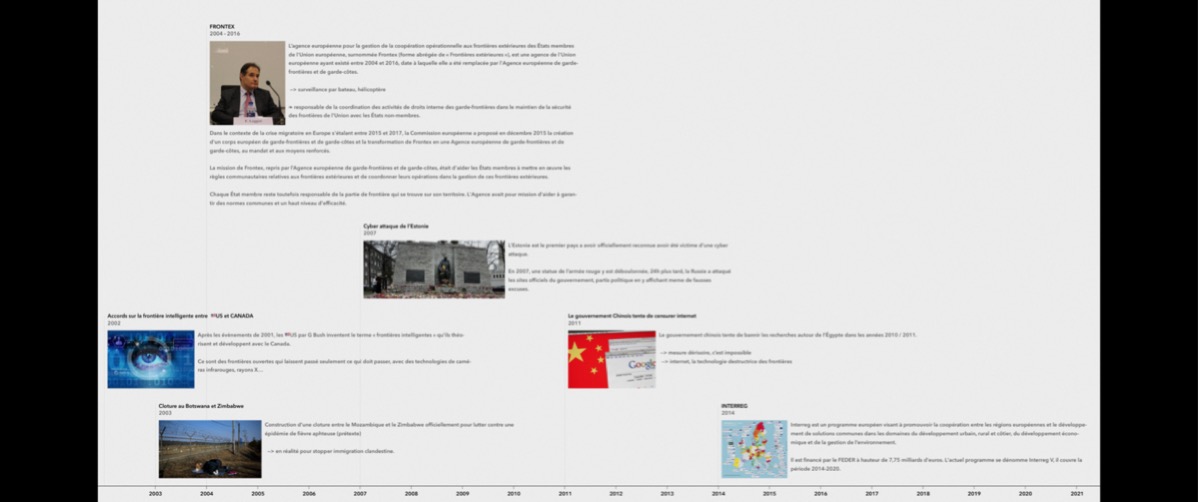 FRONTEX
2004 - 2016
L'agence européenne pour la gestion de la coopération opérationnelle aux frontières extérieures des États membres
de l'Union européenne, surnommée Frontex (forme abrégée de « Frontières extérieures »), est une agence de l'Union
européenne ayant existé entre 2004 et 2016, date à laquelle elle a été remplacée par l'Agence européenne de garde-
frontières et de garde-côtes.
--> surveillance par bateau, hélicoptère
= responsable de la coordination des activités de droits interne des garde-frontières dans le maintien de la sécurité
des frontières de l'Union avec les États non-membres.
Dans le contexte de la crise migratoire en Europe s'étalant entre 2015 et 2017, la Commission européenne a proposé en décembre 2015 la création
d'un corps européen de garde-frontières et de garde-côtes et la transformation de Frontex en une Agence européenne de garde-frontières et de
garde-côtes, au mandat et aux moyens renforcés.
La mission de Frontex, repris par l'Agence européenne de garde-frontières et de garde-côtes, était d'aider les États membres à mettre en œuvre les
règles communautaires relatives aux frontières extérieures et de coordonner leurs opérations dans la gestion de ces frontières extérieures.
Chaque État membre reste toutefois responsable de la partie de frontière qui se trouve sur son territoire. L'Agence avait pour mission d'aider à garan-
tir des normes communes et un haut niveau d'efficacité.
Cyber attaque de l'Estonie
2007
L'Estonie est le premier pays a avoir officiellement reconnue avoir été victime d'une cyber
attaque.
En 2007, une statue de l'armée rouge y est déboulonnée. 24h plus tard, la Russie a attaqué
les sites officiels du gouvernement, partis politique en y affichant meme de fausses
excuses.
Accords sur la frontière intelligente entre US et CANADA
2002
Après les événements de 2001, les US par G Bush inventent le terme « frontières intelligentes » qu'ils théo-
risent et développent avec le Canada.
Ce sont des frontières ouvertes qui laissent passé seulement ce qui doit passer, avec des technologies de camé-
ras infrarouges, rayons X...
Le gouvernement Chinois tente de censurer internet
2011
Google
Le gouvernement chinois tente de bannir les recherches autour de l'Égypte dans les années 2010 / 2011.
--> mesure dérisoire, c'est impossible
--> internet, la technologie destructrice des frontières
Cloture au Botswana et Zimbabwe
2003
Construction d'une cloture entre le Mozambique et le Zimbabwe officiellement pour lutter contre une
épidémie de fièvre aphteuse (prétexte)
--> en réalité pour stopper immigration clandestine.
INTERREG
2014
Interreg est un programme européen visant à promouvoir la coopération entre les régions européennes et le développe-
ment de solutions communes dans les domaines du développement urbain, rural et côtier, du développement écono-
mique et de la gestion de l'environnement.
Il est financé par le FEDER à hauteur de 7,75 milliards d'euros. L'actuel programme se dénomme Interreg V, il couvre la
période 2014-2020.
2003 2004 2005 2006 2007 2008 2009 2010 2011 2012 2013 2014 2015 2016 2017 2018 2019 2020 2021